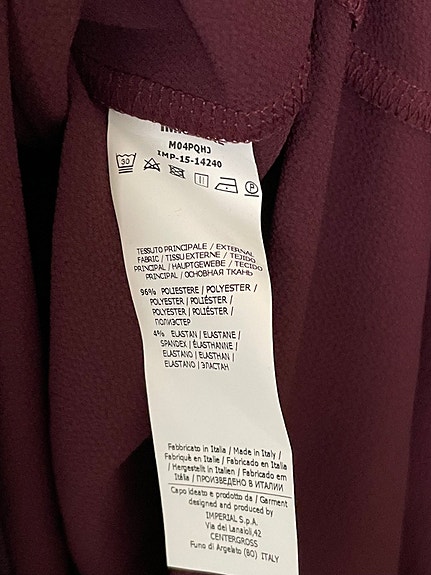 M04PQHJ
IMP-15-14240
30
P
TESSUTO PRINCIPALE / EXTERNAL
FABRIC / TISSU EXTERNE / TEJIDO
PRINCIPAL / HAUPTGEWEBE / TECIDO
PRINCIPAL / ОСНОВНАЯ ТКАНЬ
96% POLIESTERE / POLYESTER /
POLYESTER / POLIÉSTER /
POLYESTER / POLIÉSTER /
ПОЛИЭСТЕР
4% ELASTAN / ELASTANE /
SPANDEX / ÉLASTHANNE /
ELASTANO / ELASTHAN /
ELASTANO / ЭЛАСТАН
Fabbricato in Italia / Made in Italy /
Fabriqué en Italie / Fabricado en Italia
/ Hergestellt in Italien / Fabricado em
Itália / ПРОИЗВЕДЕНО В ИТАЛИИ
Capo ideato e prodotto da / Garment
designed and produced by
IMPERIAL S.p.A.
Via dei Lanaioli,42
CENTERGROSS
Funo di Argelato (BO) ITALY